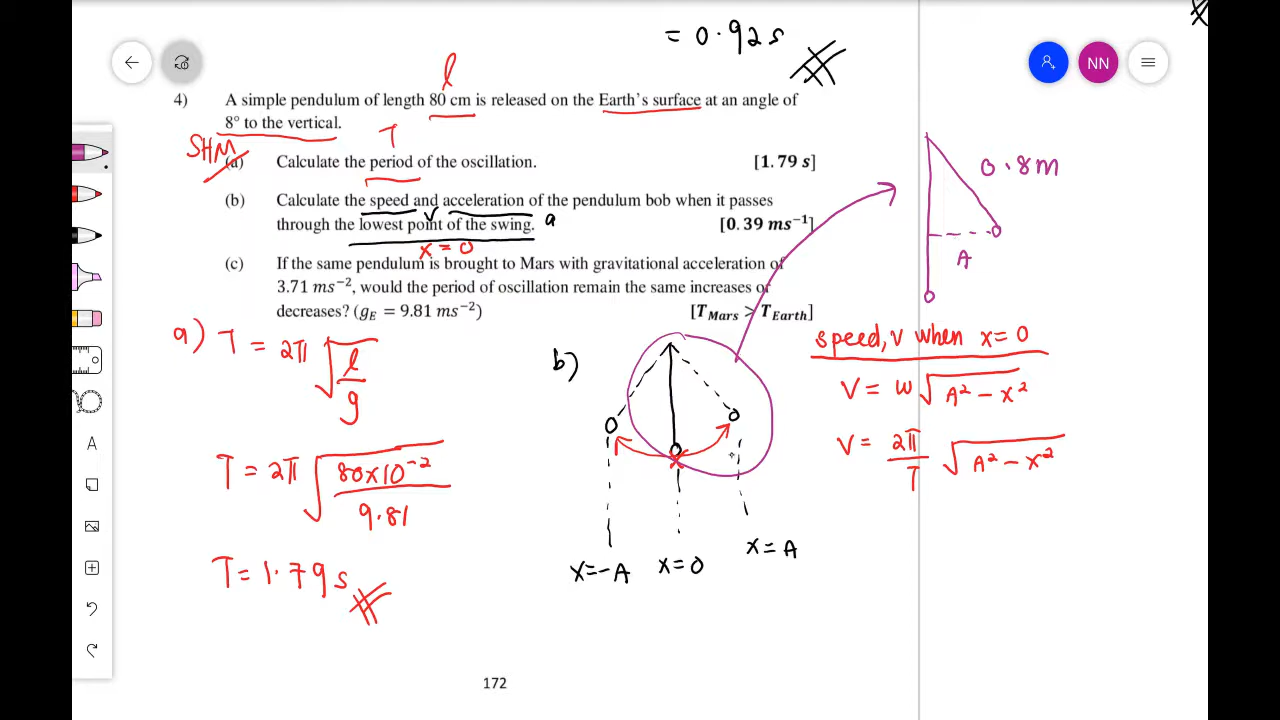 = 0.92 s
l
4) A simple pendulum of length 80 cm is released on the Earth's surface at an angle of
8° to the vertical.
SHM
T
(a) Calculate the period of the oscillation. [1.79 s]
(b) Calculate the speed and acceleration of the pendulum bob when it passes
v
through the lowest point of the swing. a [0.39 ms⁻¹]
x = 0
(c) If the same pendulum is brought to Mars with gravitational acceleration of
3.71 ms⁻², would the period of oscillation remain the same increases or
decreases? (gE = 9.81 ms⁻²) [TMars > TEarth]
a) T = 2π √(l/g)
T = 2π √(80×10⁻²/9.81)
T = 1.79 s
b)
x=-A x=0 x=A
0.8m
A
speed, v when x=0
V = ω √(A² − x²)
V = 2π/T √(A² − x²)
NN
A
172